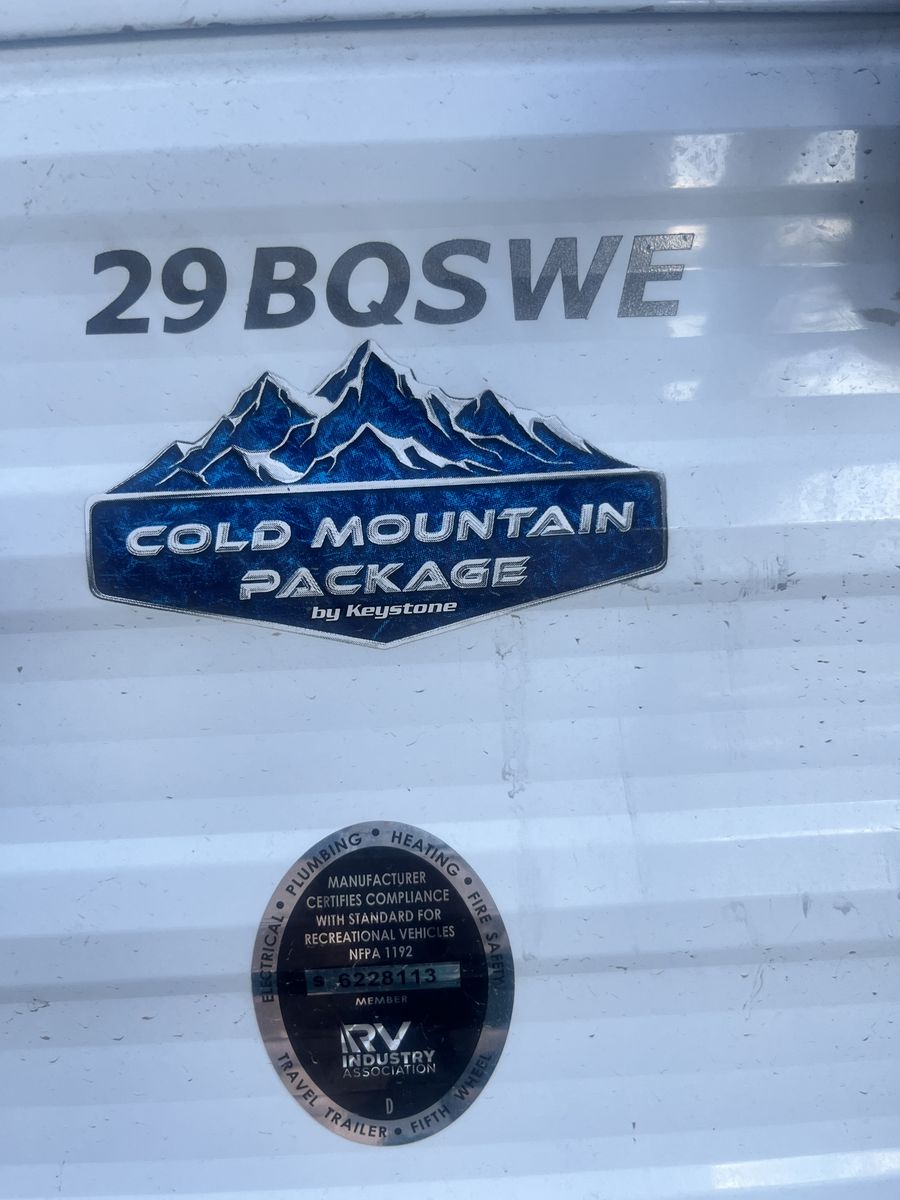 29BQSWE
COLD MOUNTAIN
PACKAGE
by Keystone
ELECTRICAL • PLUMBING • HEATING • FIRE SAFETY
MANUFACTURER
CERTIFIES COMPLIANCE
WITH STANDARD FOR
RECREATIONAL VEHICLES
NFPA 1192
S 6228113
MEMBER
RV
INDUSTRY
ASSOCIATION
D
TRAVEL TRAILER • FIFTH WHEEL